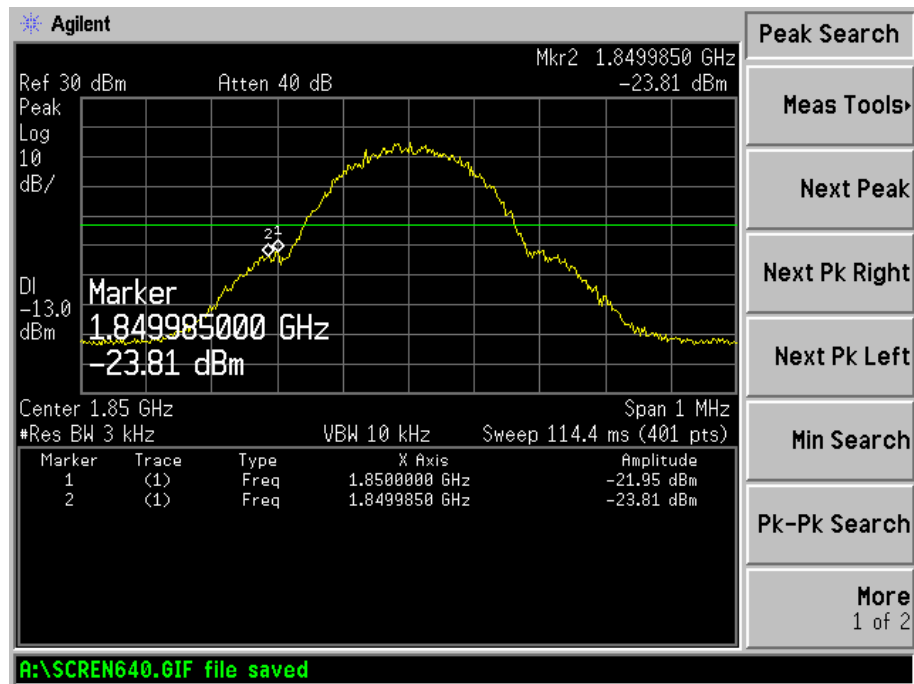 Agilent
Peak Search
Mkr2 1.8499850 GHz
Ref 30 dBm Atten 40 dB -23.81 dBm
Peak
Log
10
dB/
2 1
DI
-13.0
dBm
Marker
1.849985000 GHz
-23.81 dBm
Center 1.85 GHz Span 1 MHz
#Res BW 3 kHz VBW 10 kHz Sweep 114.4 ms (401 pts)
Marker Trace Type X Axis Amplitude
1 (1) Freq 1.8500000 GHz -21.95 dBm
2 (1) Freq 1.8499850 GHz -23.81 dBm
Meas Tools
Next Peak
Next Pk Right
Next Pk Left
Min Search
Pk-Pk Search
More
1 of 2
A:\SCREN640.GIF file saved